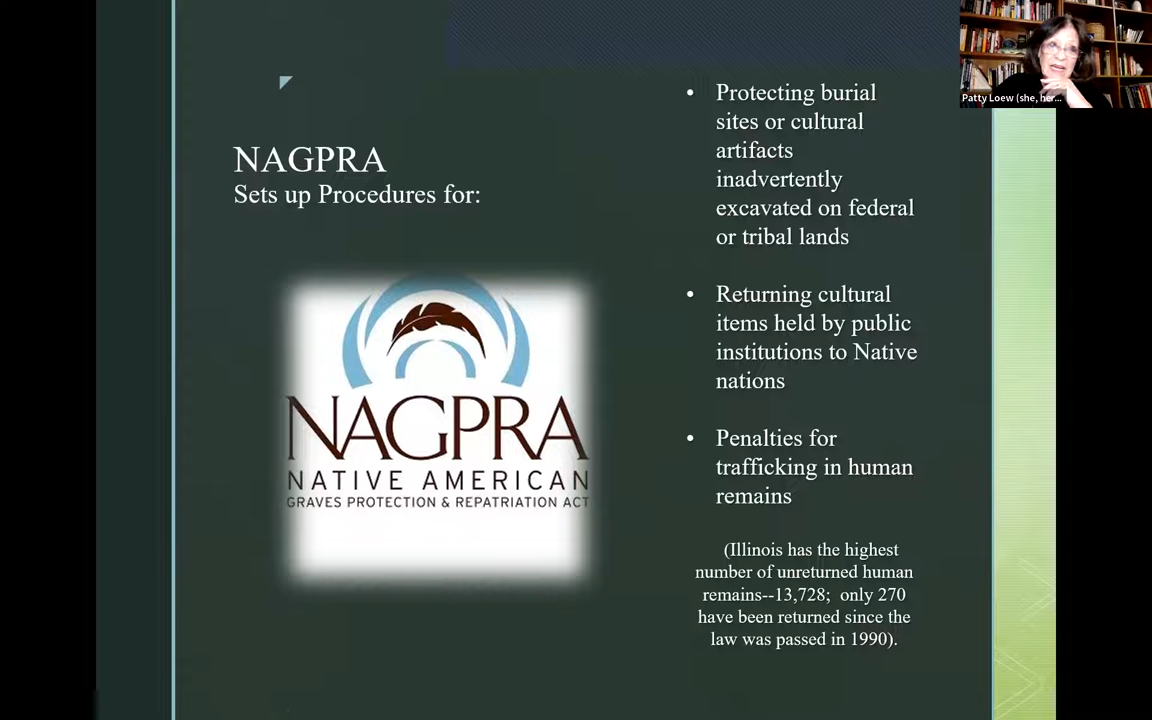 NAGPRA
Sets up Procedures for:
NAGPRA
NATIVE AMERICAN
GRAVES PROTECTION & REPATRIATION ACT
• Protecting burial
sites or cultural
artifacts
inadvertently
excavated on federal
or tribal lands
• Returning cultural
items held by public
institutions to Native
nations
• Penalties for
trafficking in human
remains
(Illinois has the highest
number of unreturned human
remains--13,728; only 270
have been returned since the
law was passed in 1990).
Patty Loew (she, her...